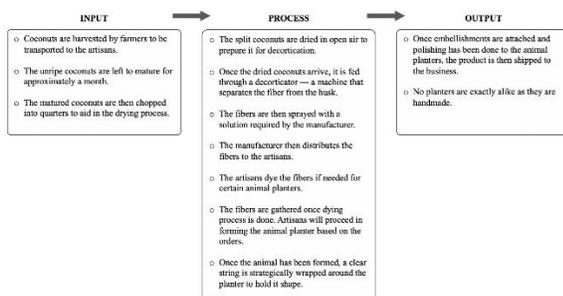 INPUT
PROCESS
OUTPUT
o Coconuts are harvested by farmers to be
transported to the artisans.
o The unripe coconuts are left to mature for
approximately a month.
o The matured coconuts are then chopped
into quarters to aid in the drying process.
o The split coconuts are dried in open air to
prepare it for decortication.
o Once the dried coconuts arrive, it is fed
through a decorticator — a machine that
separates the fiber from the husk.
o The fibers are then sprayed with a
solution required by the manufacturer.
o The manufacturer then distributes the
fibers to the artisans.
o The artisans dye the fibers if needed for
certain animal planters.
o The fibers are gathered once dying
process is done. Artisans will proceed in
forming the animal planter based on the
orders.
o Once the animal has been formed, a clear
string is strategically wrapped around the
planter to hold it shape.
o Once embellishments are attached and
polishing has been done to the animal
planters, the product is then shipped to
the business.
o No planters are exactly alike as they are
handmade.